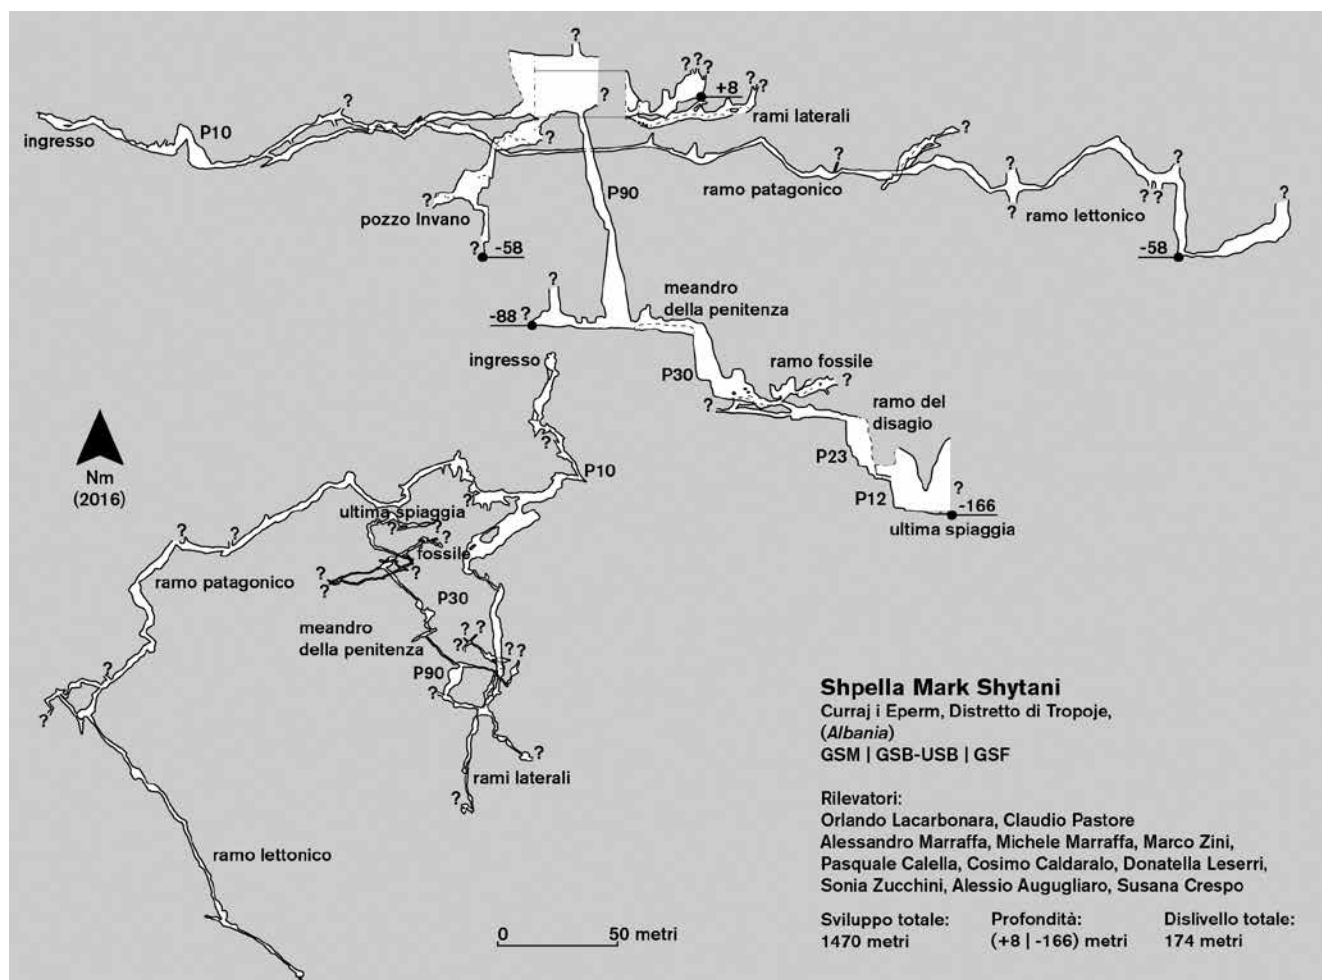 ?
? ? ?
? ?
+8
rami laterali
?
?
ingresso
P10
?
?
?
ramo patagonico
?
?
ramo lettonico
? ?
?
?
P90
?
pozzo Invano
?
-58
-58
?
-88 ?
meandro
della penitenza
ingresso
P30
ramo fossile
?
?
ramo del
disagio
P23
P12
?
-166
ultima spiaggia
Nm
(2016)
?
P10
?
ultima spiaggia
?
?
?
fossile
?
? ?
ramo patagonico
?
?
P30
meandro
della penitenza
? ?
? ?
? ?
P90
?
?
?
?
rami laterali
?
ramo lettonico
0 50 metri
Shpella Mark Shytani
Curraj i Eperm, Distretto di Tropoje,
(Albania)
GSM | GSB-USB | GSF
Rilevatori:
Orlando Lacarbonara, Claudio Pastore
Alessandro Marraffa, Michele Marraffa, Marco Zini,
Pasquale Calella, Cosimo Caldaralo, Donatella Leserri,
Sonia Zucchini, Alessio Augugliaro, Susana Crespo
Sviluppo totale:
1470 metri
Profondità:
(+8 | -166) metri
Dislivello totale:
174 metri